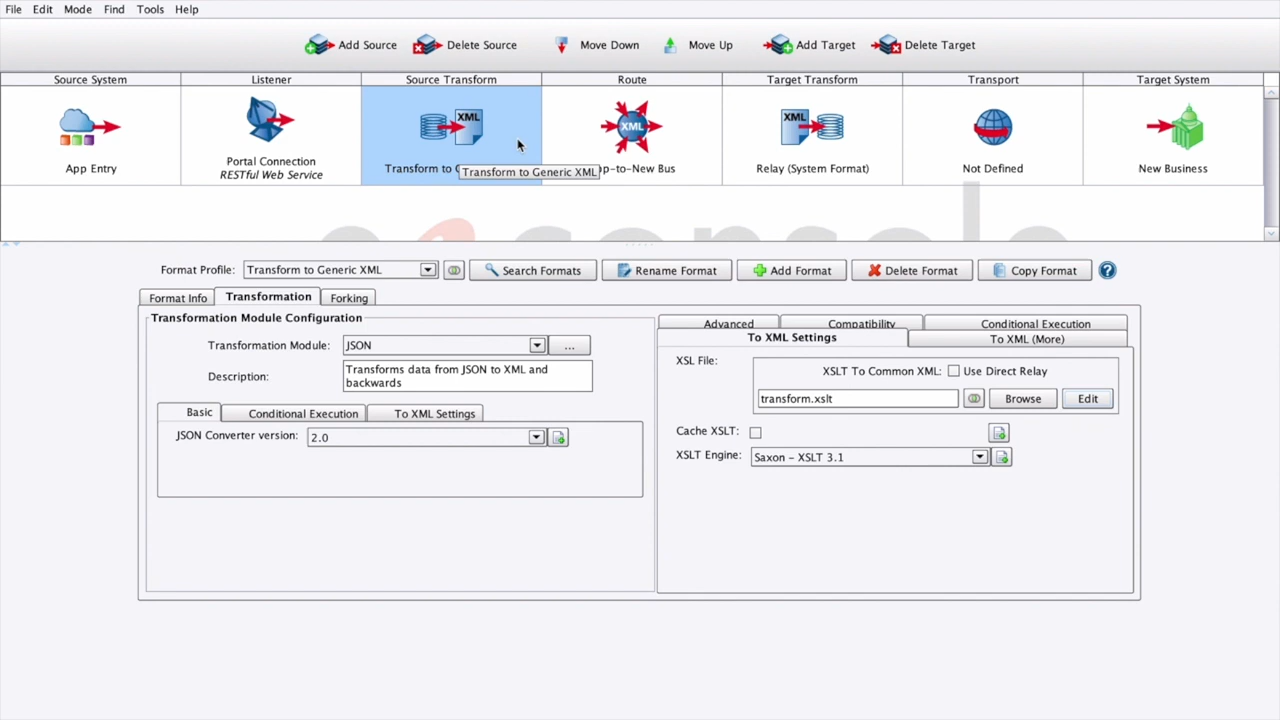 File Edit Mode Find Tools Help
Add Source Delete Source Move Down Move Up Add Target Delete Target
Source System Listener Source Transform Route Target Transform Transport Target System
XML XML XML
App Entry Portal Connection Transform to Relay (System Format) Not Defined New Business
RESTful Web Service
Transform to Generic XML
p-to-New Bus
console
Format Profile: Transform to Generic XML Search Formats Rename Format Add Format Delete Format Copy Format ?
Format Info Transformation Forking
Transformation Module Configuration
Transformation Module: JSON ...
Description: Transforms data from JSON to XML and
backwards
Basic Conditional Execution To XML Settings
JSON Converter version: 2.0
Advanced Compatibility Conditional Execution
To XML Settings To XML (More)
XSL File:
XSLT To Common XML: Use Direct Relay
transform.xslt Browse Edit
Cache XSLT:
XSLT Engine: Saxon – XSLT 3.1